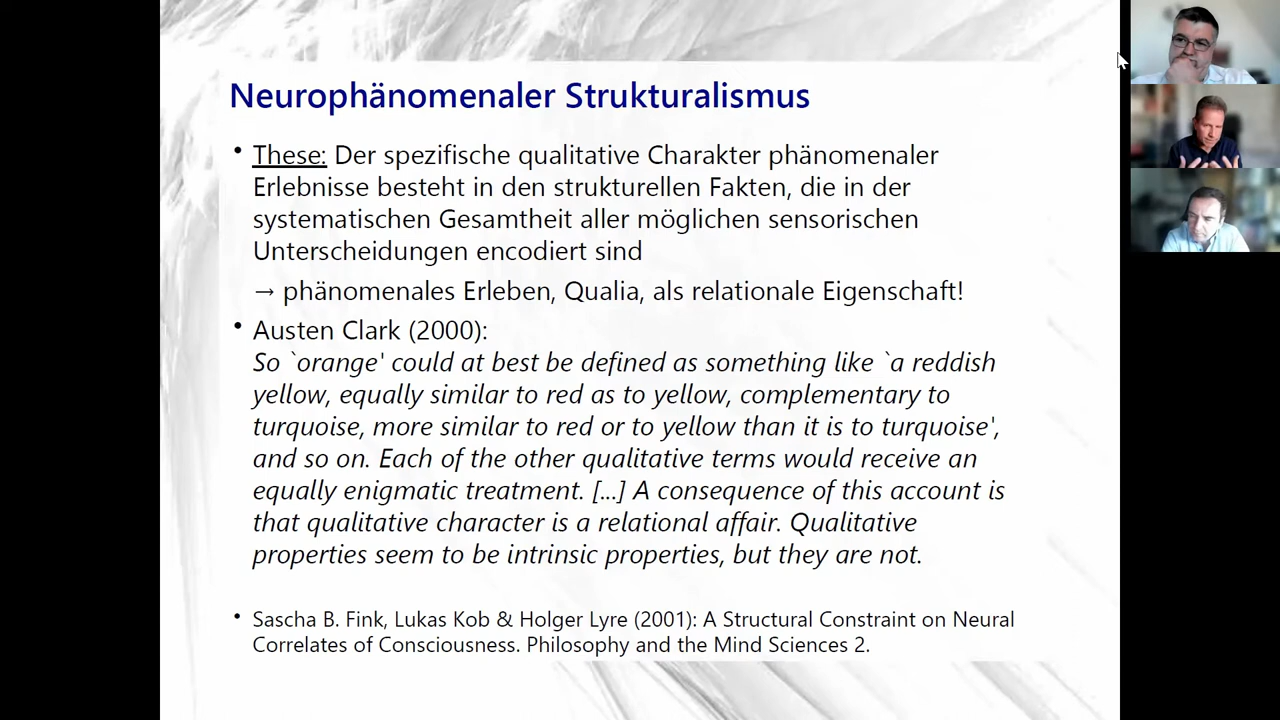 Neurophänomenaler Strukturalismus
• These: Der spezifische qualitative Charakter phänomenaler
Erlebnisse besteht in den strukturellen Fakten, die in der
systematischen Gesamtheit aller möglichen sensorischen
Unterscheidungen encodiert sind
→ phänomenales Erleben, Qualia, als relationale Eigenschaft!
• Austen Clark (2000):
So `orange' could at best be defined as something like `a reddish
yellow, equally similar to red as to yellow, complementary to
turquoise, more similar to red or to yellow than it is to turquoise',
and so on. Each of the other qualitative terms would receive an
equally enigmatic treatment. [...] A consequence of this account is
that qualitative character is a relational affair. Qualitative
properties seem to be intrinsic properties, but they are not.
• Sascha B. Fink, Lukas Kob & Holger Lyre (2001): A Structural Constraint on Neural
Correlates of Consciousness. Philosophy and the Mind Sciences 2.